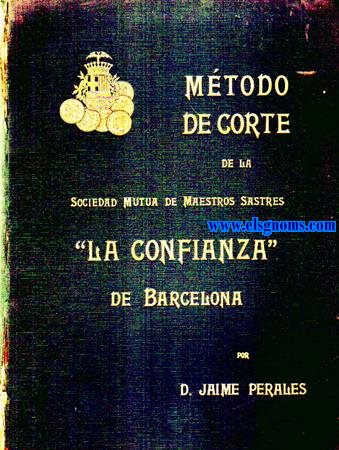 MÉTODO
DE CORTE
DE LA
SOCIEDAD MUTUA DE MAESTROS SASTRES
www.elsgnoms.com
"LA CONFIANZA"
DE BARCELONA
POR
D. JAIME PERALES